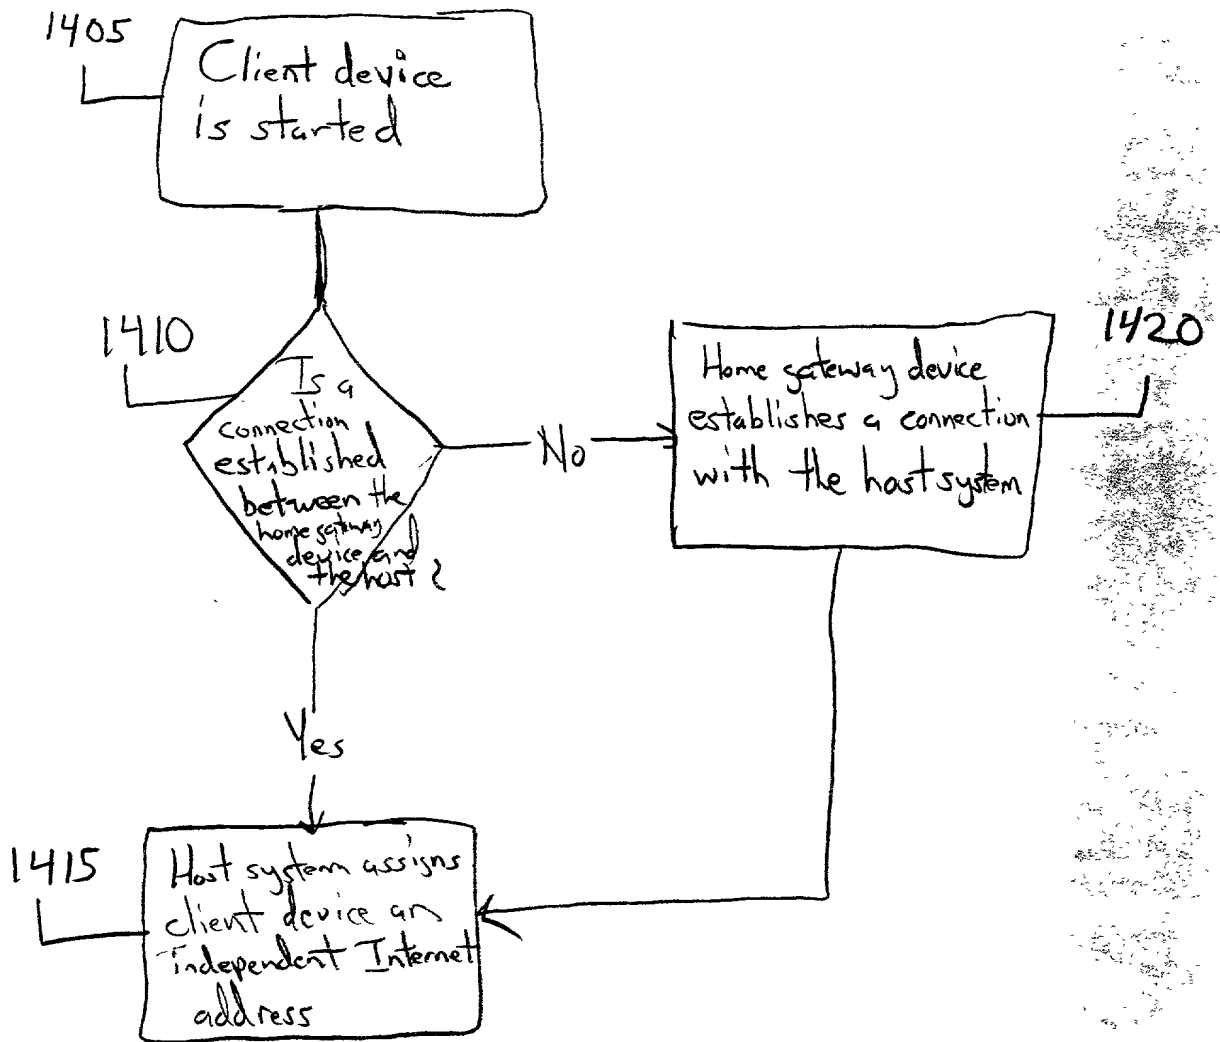 1405
Client device
is started
1410
Is a
connection
established
between the
home gateway
device and
the host?
No
1420
Home gateway device
establishes a connection
with the host system
Yes
1415
Host system assigns
client device an
independent Internet
address